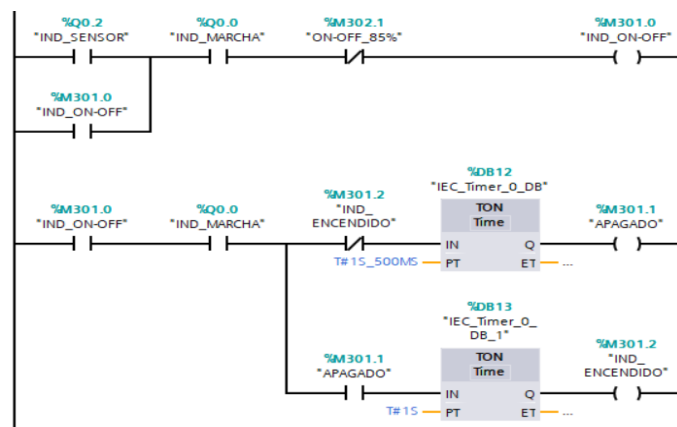 %Q0.2 %Q0.0 %M302.1 %M301.0
"IND_SENSOR" "IND_MARCHA" "ON-OFF_85%" "IND_ON-OFF"
%M301.0
"IND_ON-OFF"
%DB12
"IEC_Timer_0_DB"
%M301.0 %Q0.0 %M301.2 TON %M301.1
"IND_ON-OFF" "IND_MARCHA" "IND_ Time "APAGADO"
ENCENDIDO"
IN Q
T#1S_500MS PT ET ...
%DB13
"IEC_Timer_0_
DB_1"
%M301.1 TON %M301.2
"APAGADO" Time "IND_
ENCENDIDO"
IN Q
T#1S PT ET ...